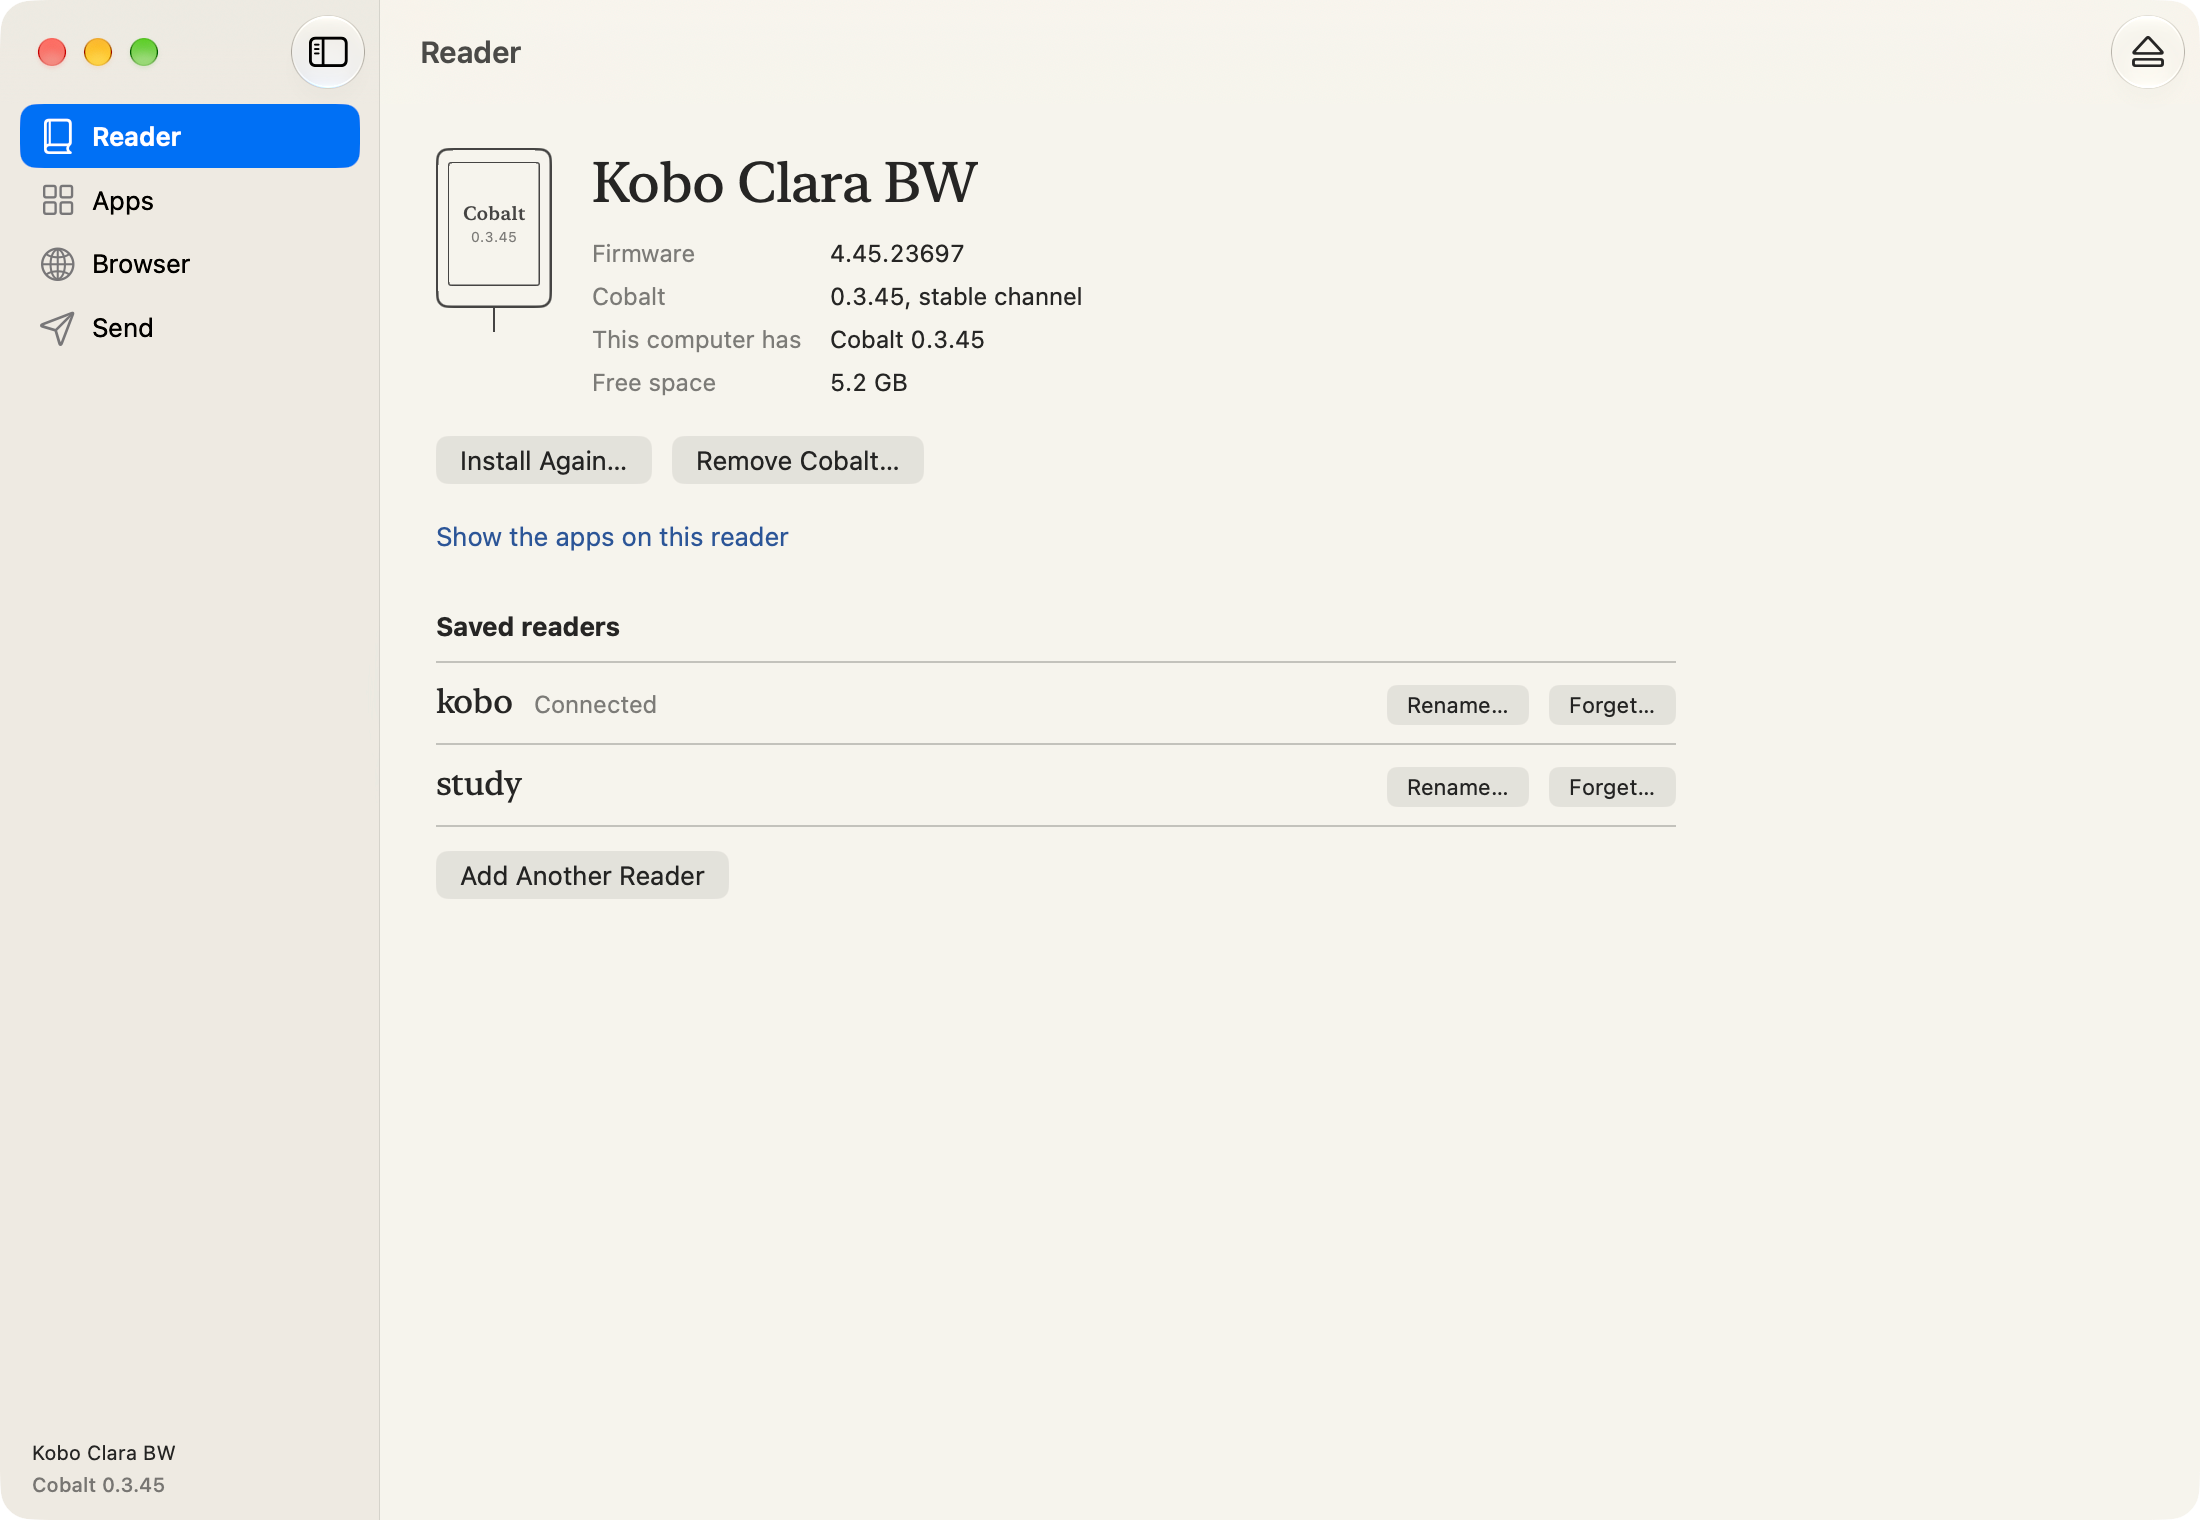 Reader
Reader
Apps
Browser
Send
Cobalt
0.3.45
Kobo Clara BW
Firmware 4.45.23697
Cobalt 0.3.45, stable channel
This computer has Cobalt 0.3.45
Free space 5.2 GB
Install Again... Remove Cobalt...
Show the apps on this reader
Saved readers
kobo Connected Rename... Forget...
study Rename... Forget...
Add Another Reader
Kobo Clara BW
Cobalt 0.3.45